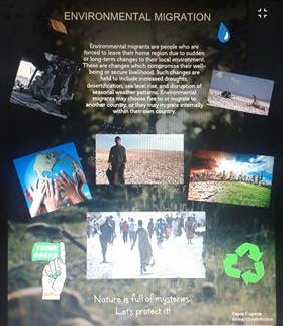 ENVIRONMENTAL MIGRATION
Environmental migrants are people who are
forced to leave their home region due to sudden
or long-term changes to their local environment.
These are changes which compromise their well-
being or secure livelihood. Such changes are
held to include increased droughts,
desertification, sea level rise, and disruption of
seasonal weather patterns. Environmental
migrants may choose to flee to or migrate to
another country, or they may migrate internally
within their own country.
Nature is full of mysteries.
Lets protect it!